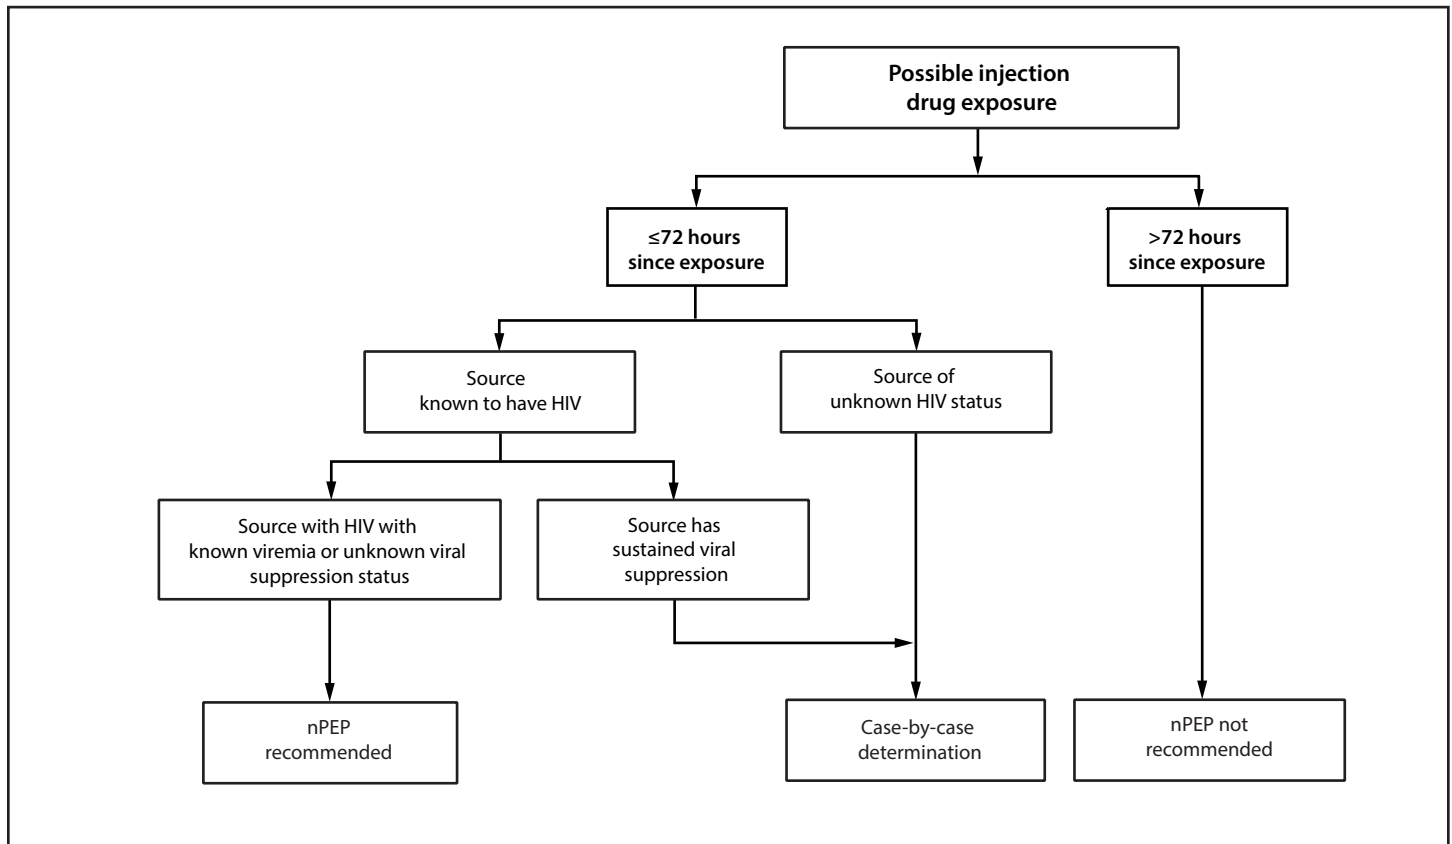 Possible injection
drug exposure
≤72 hours
since exposure
>72 hours
since exposure
Source
known to have HIV
Source of
unknown HIV status
Source with HIV with
known viremia or unknown viral
suppression status
Source has
sustained viral
suppression
nPEP
recommended
Case-by-case
determination
nPEP not
recommended